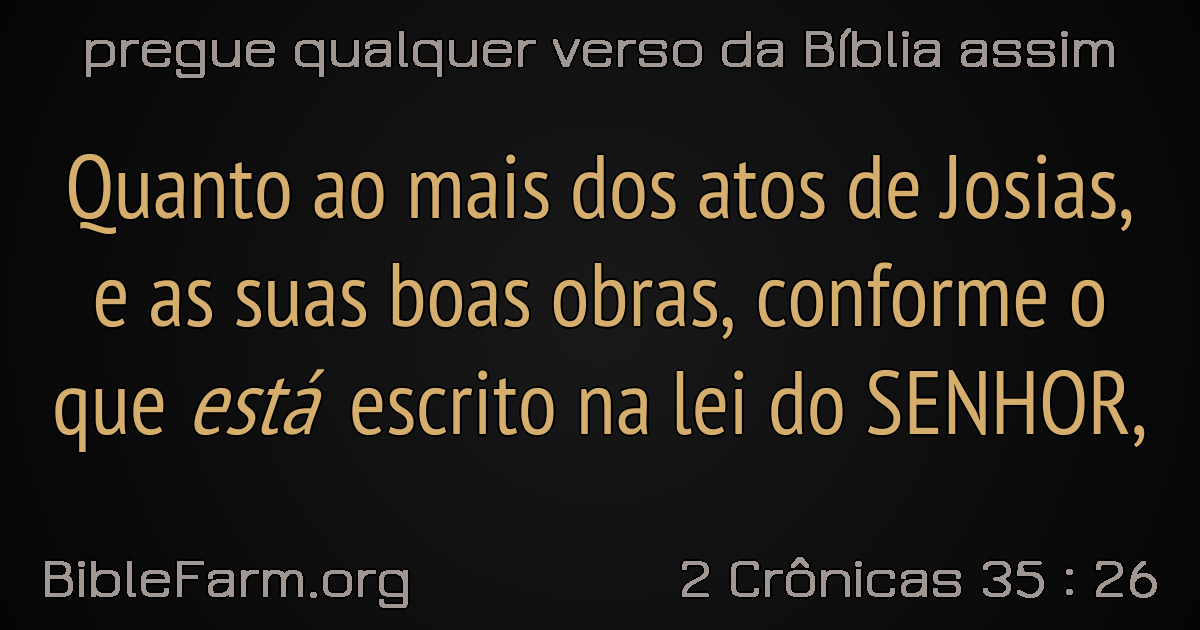 pregue qualquer verso da Bíblia assim
Quanto ao mais dos atos de Josias,
e as suas boas obras, conforme o
que está escrito na lei do SENHOR,
BibleFarm.org
2 Crônicas 35 : 26